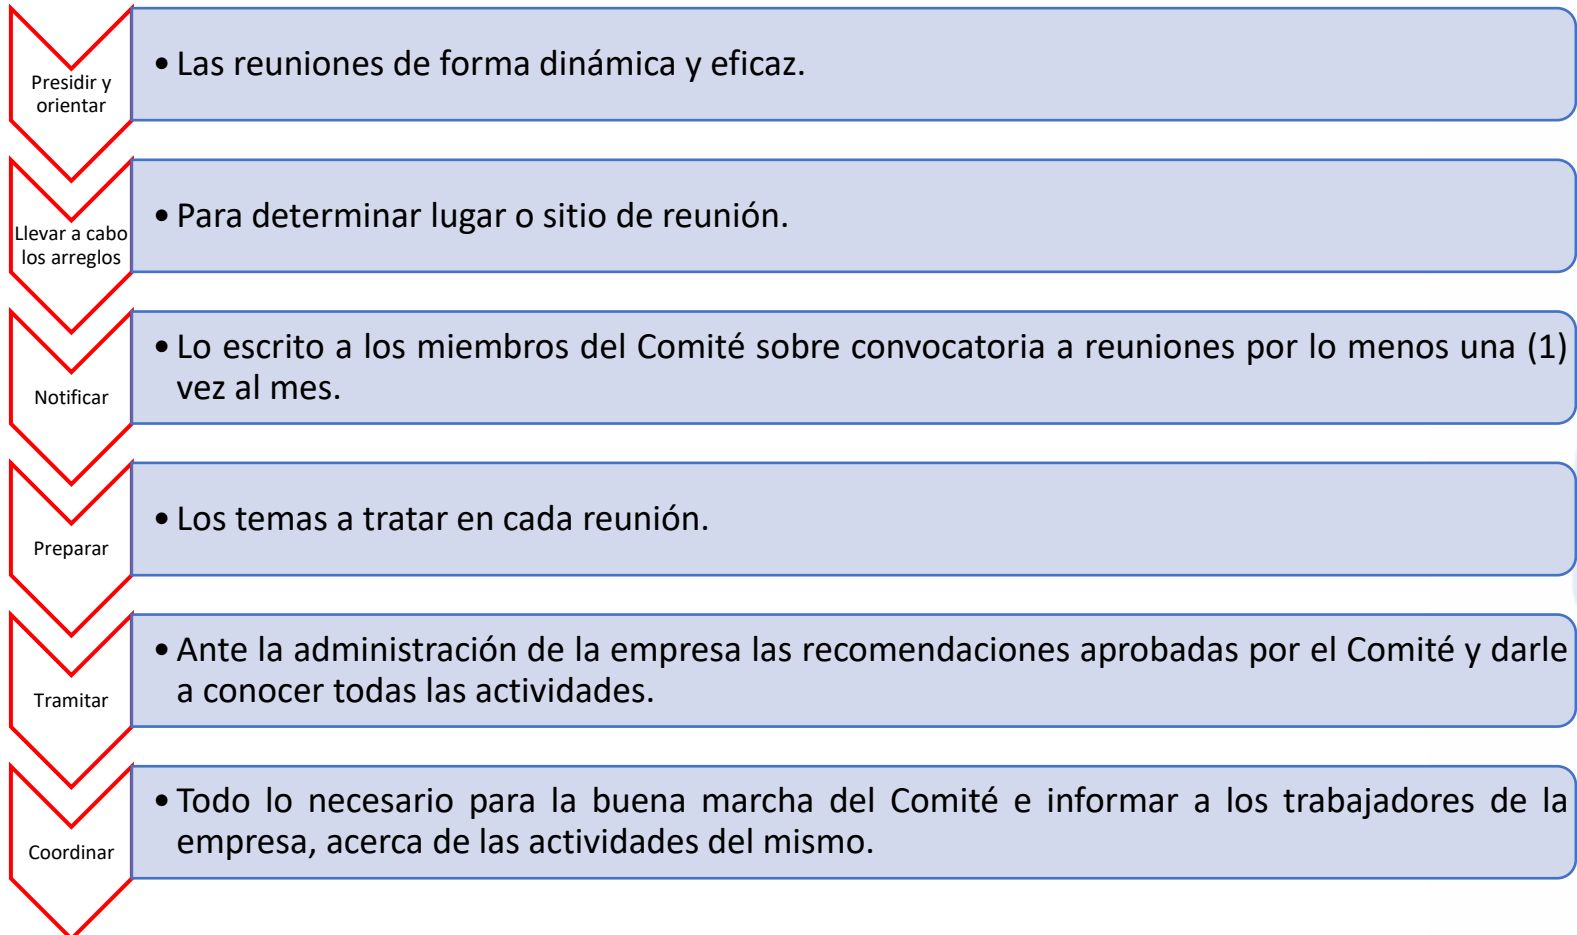 Presidir y
orientar
• Las reuniones de forma dinámica y eficaz.
Llevar a cabo
los arreglos
• Para determinar lugar o sitio de reunión.
Notificar
• Lo escrito a los miembros del Comité sobre convocatoria a reuniones por lo menos una (1)
vez al mes.
Preparar
• Los temas a tratar en cada reunión.
Tramitar
• Ante la administración de la empresa las recomendaciones aprobadas por el Comité y darle
a conocer todas las actividades.
Coordinar
• Todo lo necesario para la buena marcha del Comité e informar a los trabajadores de la
empresa, acerca de las actividades del mismo.